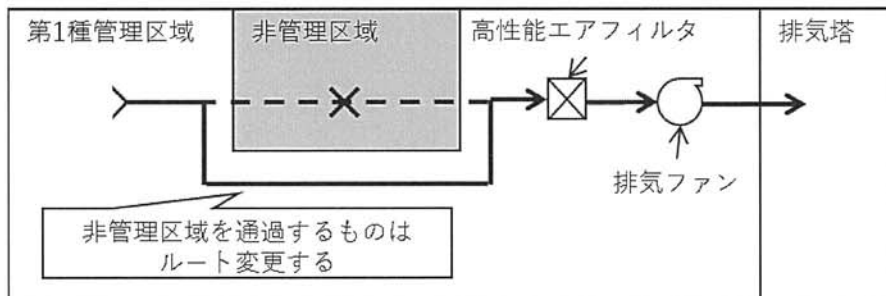 第1種管理区域
非管理区域
高性能エアフィルタ
排気塔
排気ファン
非管理区域を通過するものは
ルート変更する